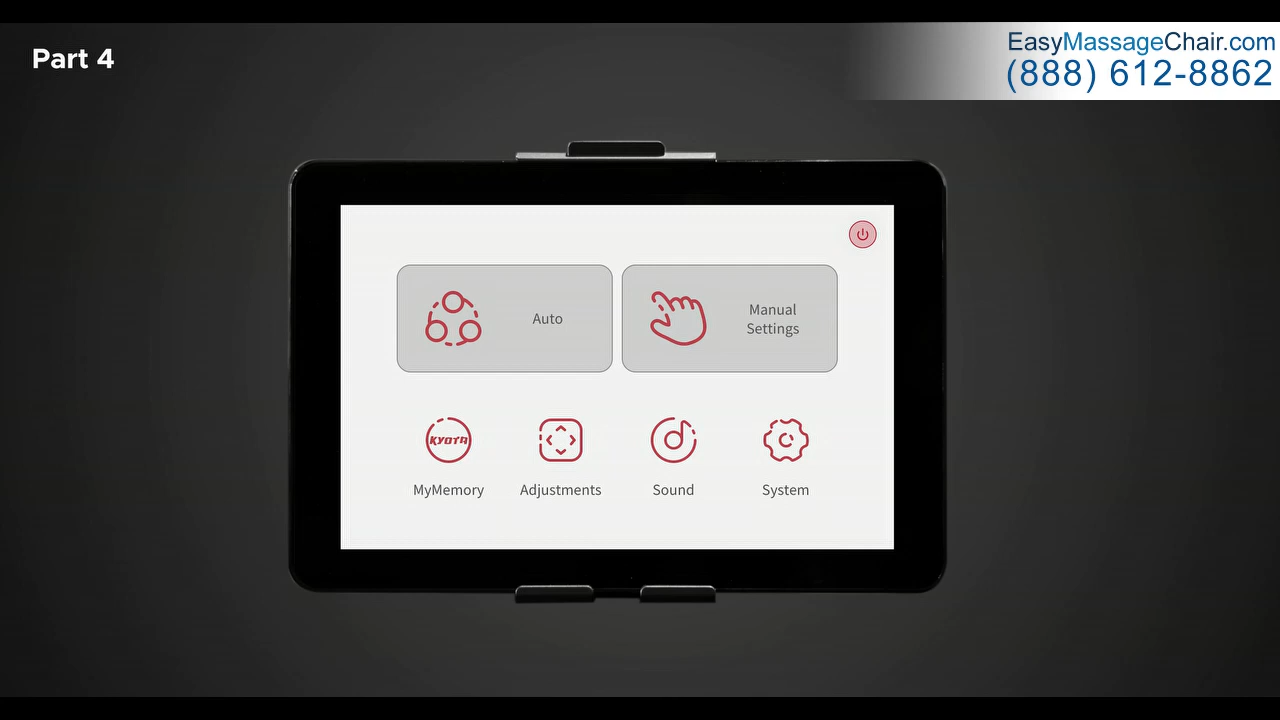 Part 4
EasyMassageChair.com
(888) 612-8862
Auto
Manual
Settings
KYOTA
MyMemory
Adjustments
Sound
System